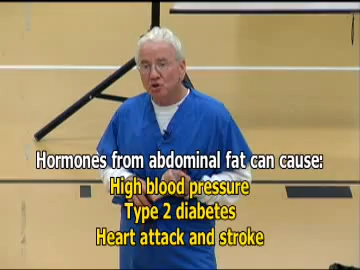 Hormones from abdominal fat can cause:
High blood pressure
Type 2 diabetes
Heart attack and stroke